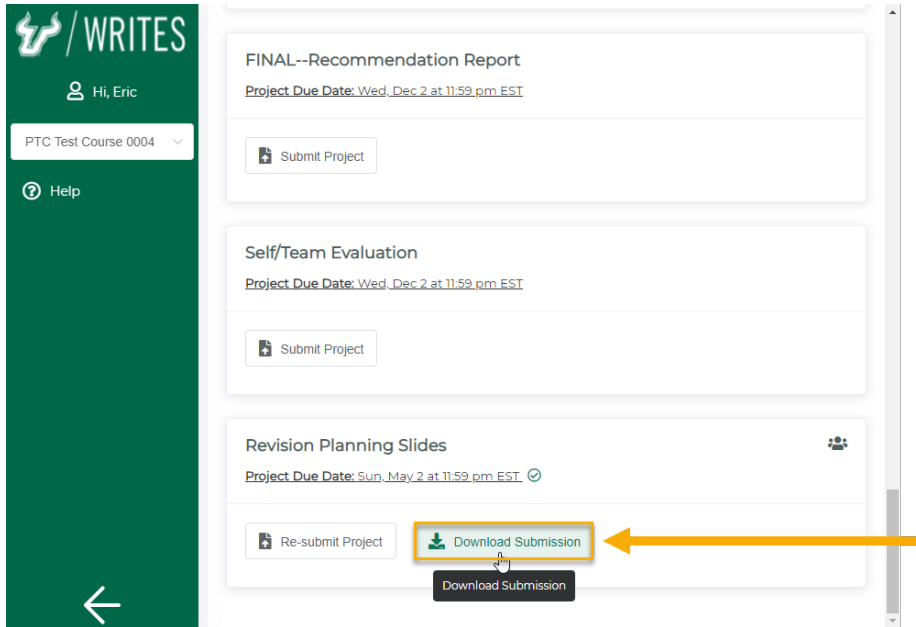 / WRITES
Hi, Eric
PTC Test Course 0004
Help
FINAL--Recommendation Report
Project Due Date: Wed, Dec 2 at 11:59 pm EST
Submit Project
Self/Team Evaluation
Project Due Date: Wed, Dec 2 at 11:59 pm EST
Submit Project
Revision Planning Slides
Project Due Date: Sun, May 2 at 11:59 pm EST
Re-submit Project
Download Submission
Download Submission